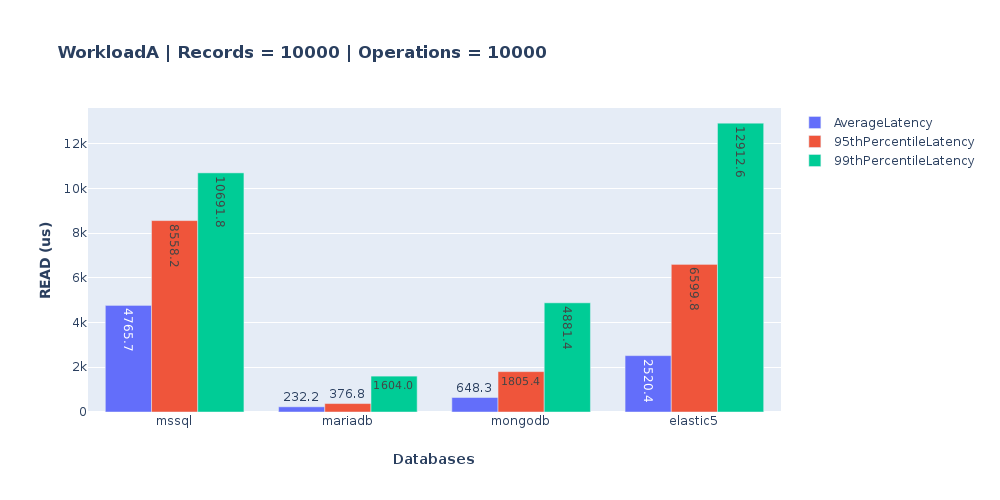 WorkloadA | Records = 10000 | Operations = 10000
AverageLatency
95thPercentileLatency
99thPercentileLatency
READ (us)
12k
10k
8k
6k
4k
2k
0
4765.7
8558.2
10691.8
232.2
376.8
1604.0
648.3
1805.4
4881.4
2520.4
6599.8
12912.6
mssql
mariadb
mongodb
elastic5
Databases